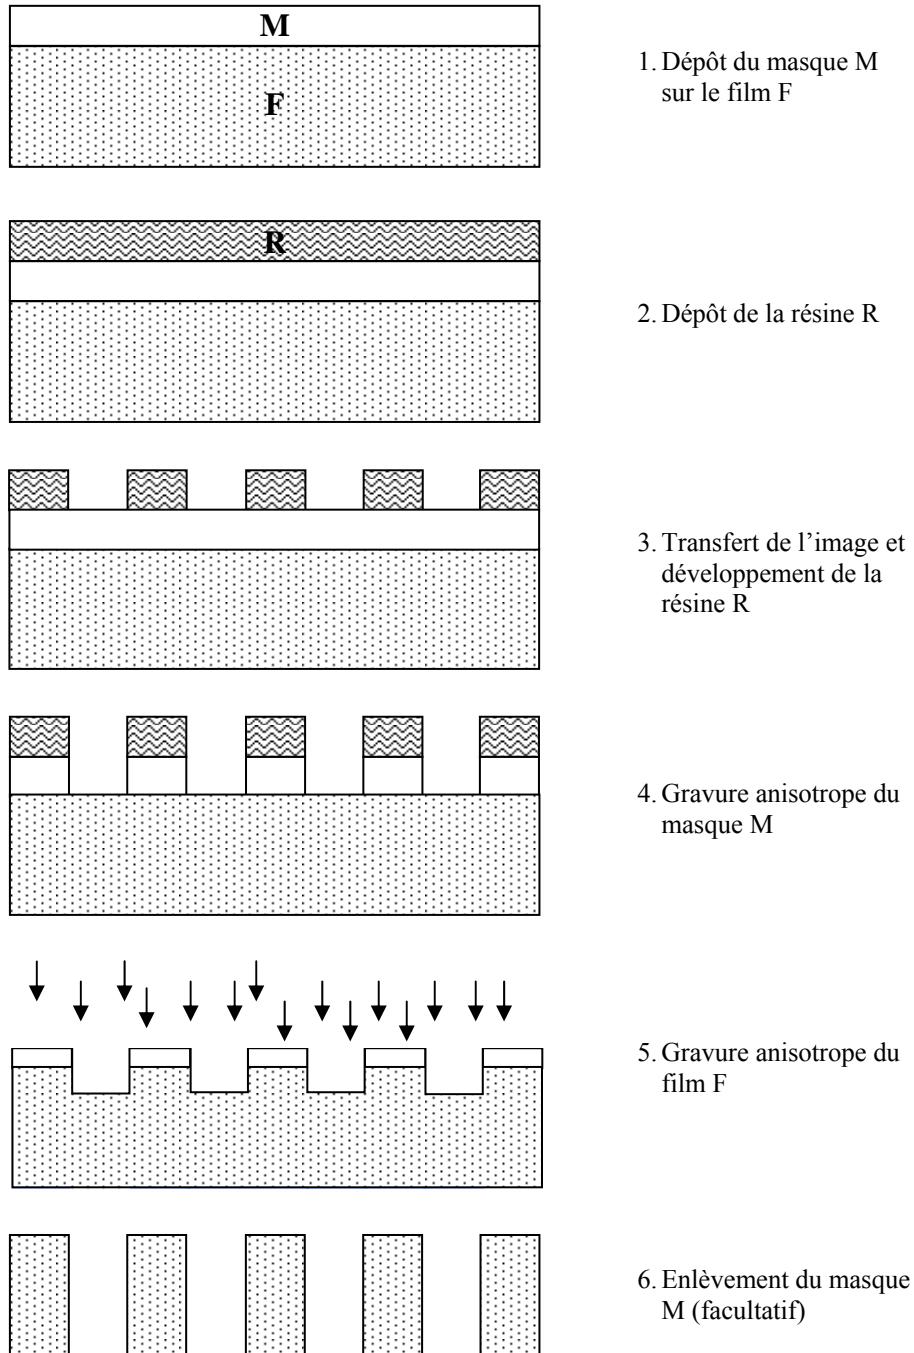 M
F
1. Dépôt du masque M
sur le film F
R
2. Dépôt de la résine R
3. Transfert de l’image et
développement de la
résine R
4. Gravure anisotrope du
masque M
5. Gravure anisotrope du
film F
6. Enlèvement du masque
M (facultatif)